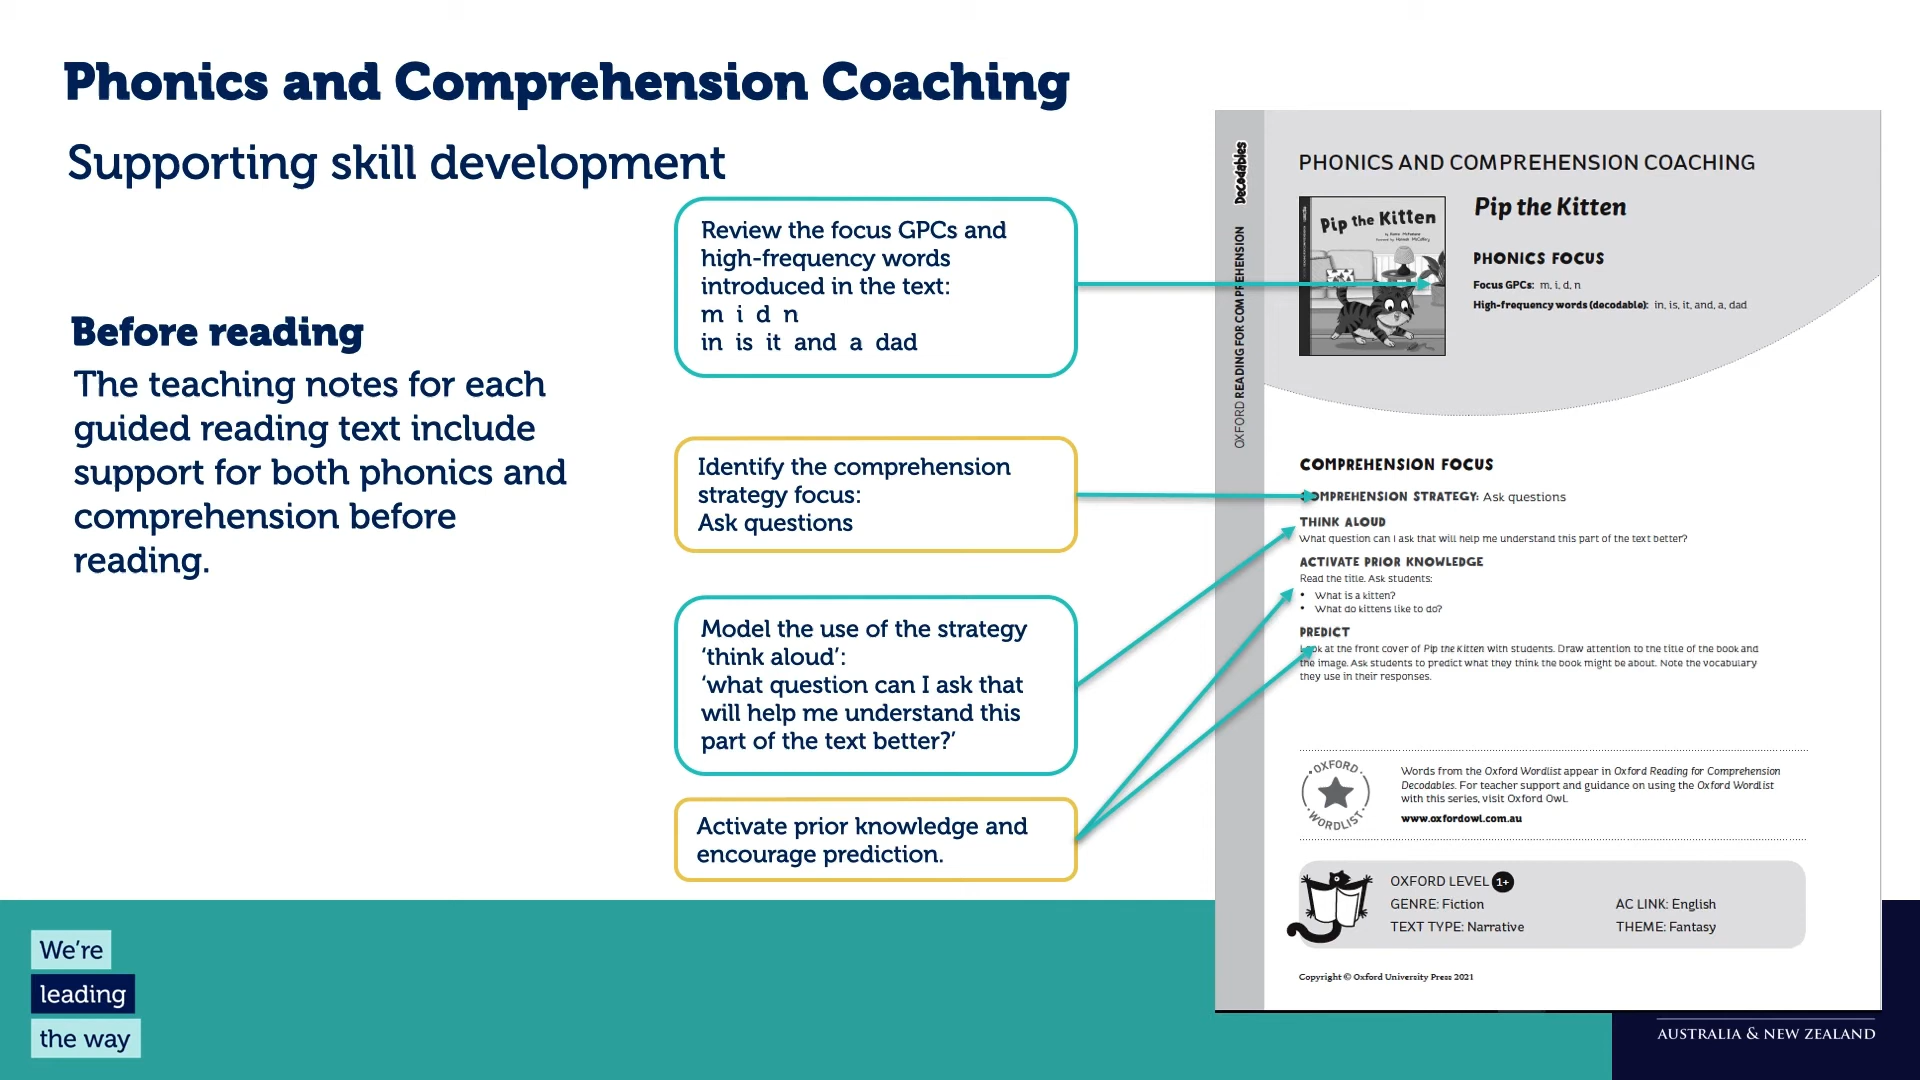 Phonics and Comprehension Coaching
Supporting skill development
Before reading
The teaching notes for each
guided reading text include
support for both phonics and
comprehension before
reading.
Review the focus GPCs and
high-frequency words
introduced in the text:
m i d n
in is it and a dad
Identify the comprehension
strategy focus:
Ask questions
Model the use of the strategy
‘think aloud’:
‘what question can I ask that
will help me understand this
part of the text better?’
Activate prior knowledge and
encourage prediction.
Decodables
OXFORD READING FOR COMPREHENSION
PHONICS AND COMPREHENSION COACHING
Pip the Kitten
Pip the Kitten
PHONICS FOCUS
Focus GPCs: m, i, d, n
High-frequency words (decodable): in, is, it, and, a, dad
COMPREHENSION FOCUS
COMPREHENSION STRATEGY: Ask questions
THINK ALOUD
What question can I ask that will help me understand this part of the text better?
ACTIVATE PRIOR KNOWLEDGE
Read the title. Ask students:
• What is a kitten?
• What do kittens like to do?
PREDICT
Look at the front cover of Pip the Kitten with students. Draw attention to the title of the book and
the image. Ask students to predict what they think the book might be about. Note the vocabulary
they use in their responses.
OXFORD
WORDLIST
Words from the Oxford Wordlist appear in Oxford Reading for Comprehension
Decodables. For teacher support and guidance on using the Oxford Wordlist
with this series, visit Oxford Owl.
www.oxfordowl.com.au
OXFORD LEVEL 1+
GENRE: Fiction
AC LINK: English
TEXT TYPE: Narrative
THEME: Fantasy
Copyright © Oxford University Press 2021
We’re
leading
the way
AUSTRALIA & NEW ZEALAND